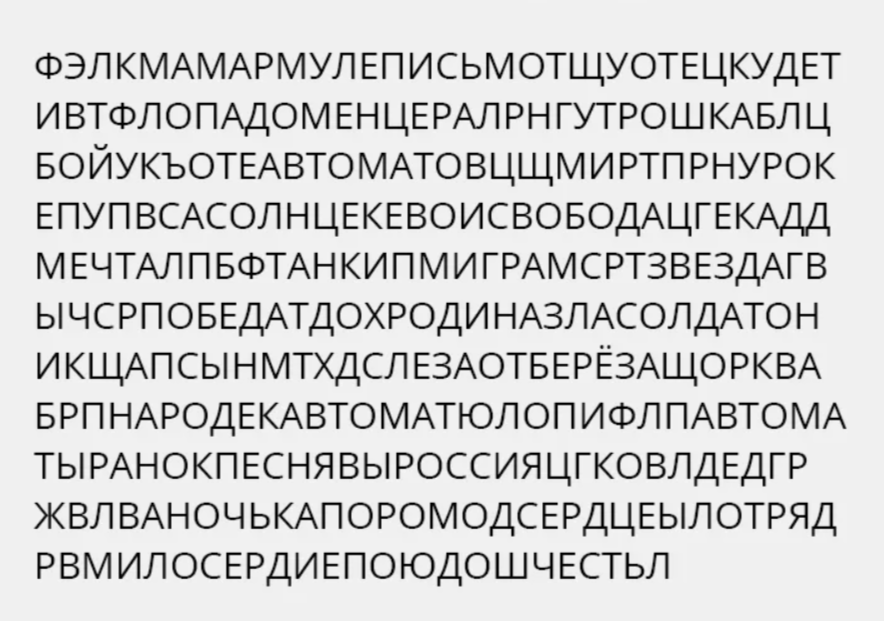 ФЭЛКМАМАРМУЛЕПИСЬМОТЩУОТЕЦКУДЕТ
ИВТФЛОПАДОМЕНЦЕРАЛРНГУТРОШКАБЛЦ
БОЙУКЪОТЕАВТОМАТОВЦЩМИРТПРНУРОК
ЕПУПВСАСОЛНЦЕКЕВОИСВОБОДАЦГЕКАДД
МЕЧТАЛПБФТАНКИПМИГРАМСРТЗВЕЗДАГВ
ЫЧСРПОБЕДАТДОХРОДИНАЗЛАСОЛДАТОН
ИКЩАПСЫНМТХДСЛЕЗАОТБЕРЁЗАЩОРКВА
БРПНАРОДЕКАВТОМАТЮЛОПИФЛПАВТОМА
ТЫРАНОКПЕСНЯВЫРОССИЯЦГКОВЛДЕДГР
ЖВЛВАНОЧЬКАПОРОМОДСЕРДЦЕЫЛОТРЯД
РВМИЛОСЕРДИЕПОЮДОШЧЕСТЬЛ